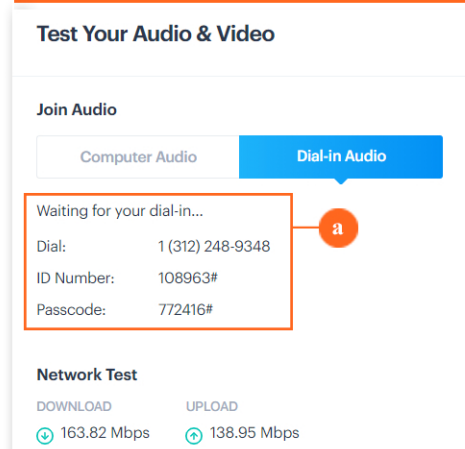 Test Your Audio & Video
Join Audio
Computer Audio Dial-in Audio
Waiting for your dial-in...
a
Dial: 1 (312) 248-9348
ID Number: 108963#
Passcode: 772416#
Network Test
DOWNLOAD UPLOAD
163.82 Mbps 138.95 Mbps